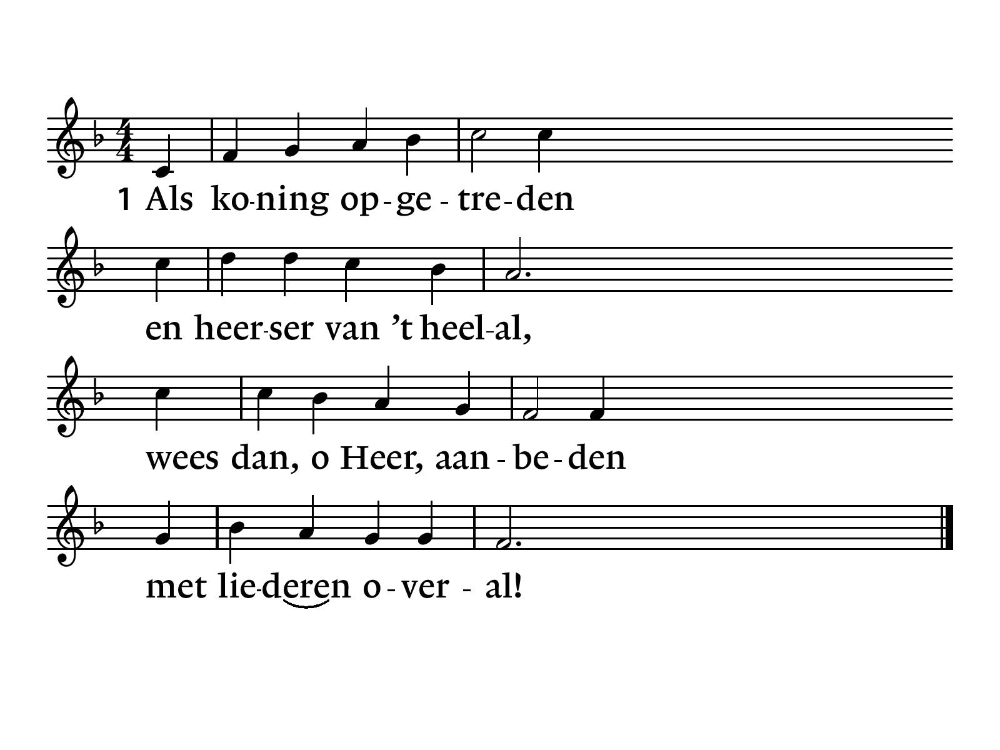 1 Als ko-ning op-ge-tre-den
en heer-ser van ’t heel-al,
wees dan, o Heer, aan-be-den
met lie-deren o-ver-al!